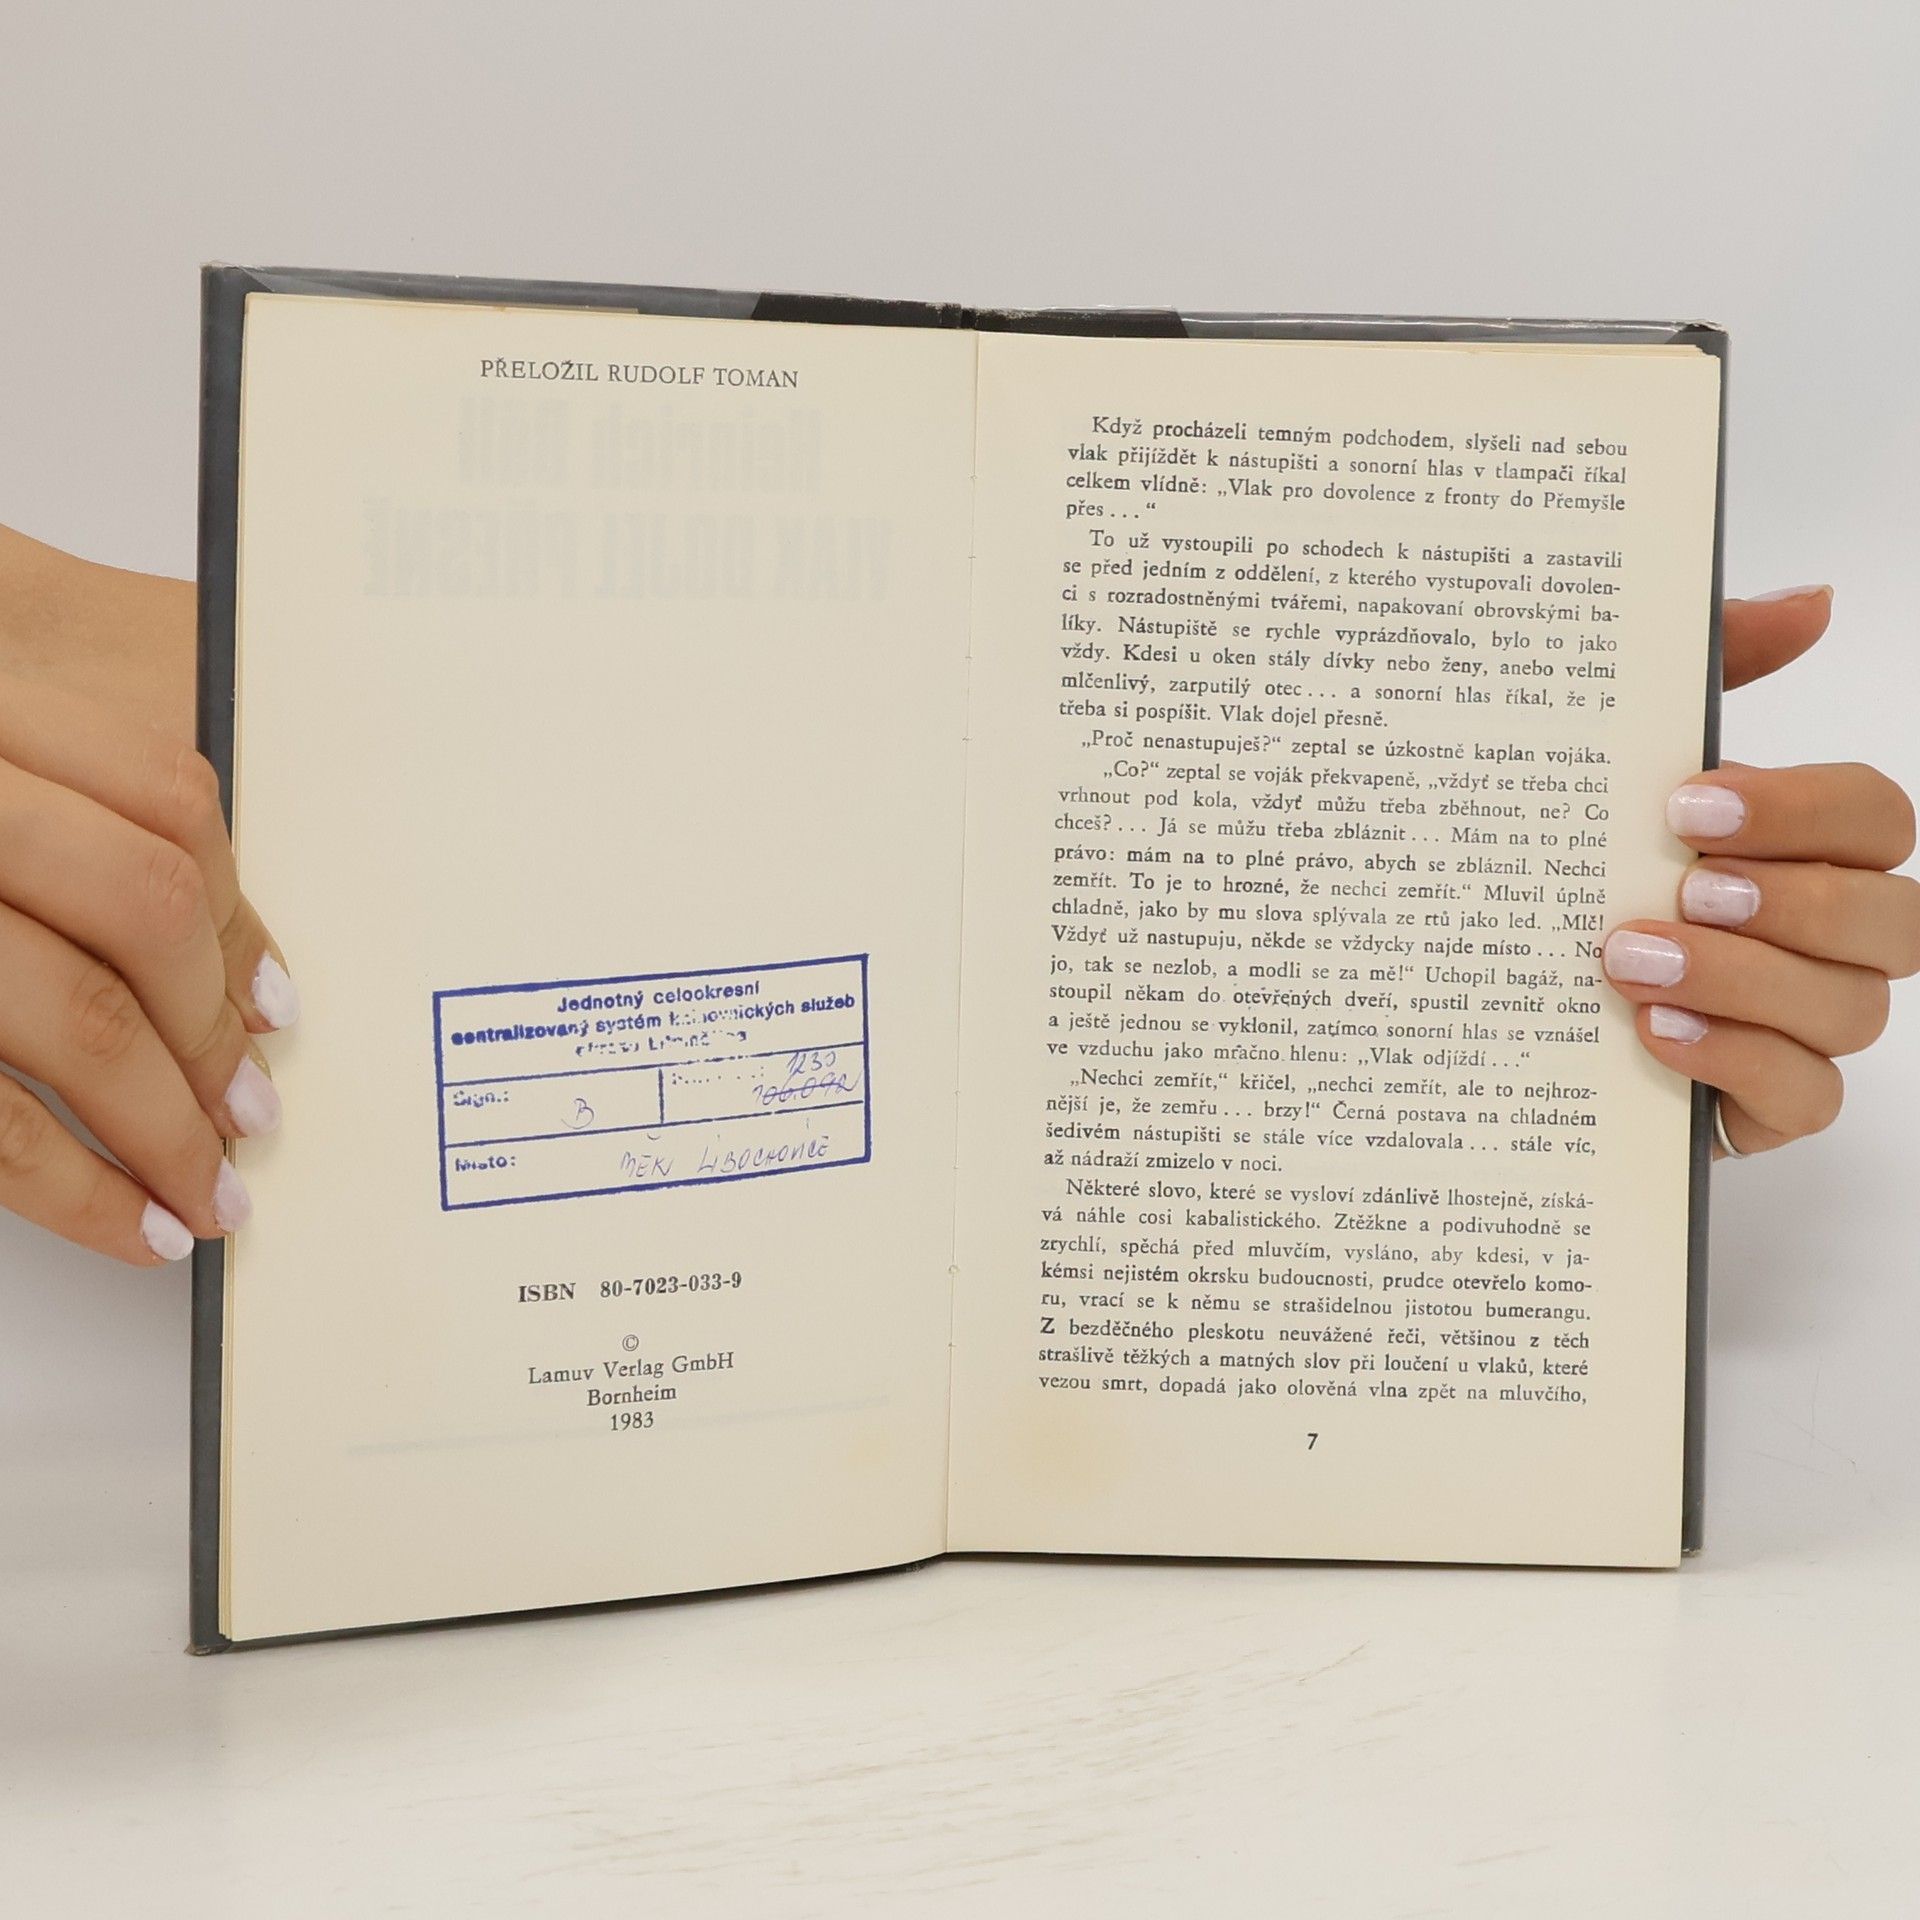 PŘELOŽIL RUDOLF TOMAN
Jednotný celookresní
centralizovaný systém knihovnických služeb
okresu
Sign.:
B
1230
106.092
Místo:
MĚK LIBOCHOVICE
ISBN 80-7023-033-9
©
Lamuv Verlag GmbH
Bornheim
1983
Když procházeli temným podchodem, slyšeli nad sebou
vlak přijíždět k nástupišti a sonorní hlas v tlampači říkal
celkem vlídně: „Vlak pro dovolence z fronty do Přemyšle
přes . . . “
To už vystoupili po schodech k nástupišti a zastavili
se před jedním z oddělení, z kterého vystupovali dovolen-
ci s rozradostněnými tvářemi, napakovaní obrovskými ba-
líky. Nástupiště se rychle vyprázdňovalo, bylo to jako
vždy. Kdesi u oken stály dívky nebo ženy, anebo velmi
mlčenlivý, zarputilý otec . . . a sonorní hlas říkal, že je
třeba si pospíšit. Vlak dojel přesně.
„Proč nenastupuješ?“ zeptal se úzkostně kaplan vojáka.
„Co?“ zeptal se voják překvapeně, „vždyť se třeba chci
vrhnout pod kola, vždyť můžu třeba zběhnout, ne? Co
chceš? . . . Já se můžu třeba zbláznit . . . Mám na to plné
právo: mám na to plné právo, abych se zbláznil. Nechci
zemřít. To je to hrozné, že nechci zemřít.“ Mluvil úplně
chladně, jako by mu slova splývala ze rtů jako led. „Mlč!
Vždyť už nastupuju, někde se vždycky najde místo . . . No
jo, tak se nezlob, a modli se za mě!“ Uchopil bagáž, na-
stoupil někam do otevřených dveří, spustil zevnitř okno
a ještě jednou se vyklonil, zatímco sonorní hlas se vznášel
ve vzduchu jako mračno hlenu: „Vlak odjíždí . . .“
„Nechci zemřít,“ křičel, „nechci zemřít, ale to nejhroz-
nější je, že zemřu . . . brzy!“ Černá postava na chladném
šedivém nástupišti se stále více vzdalovala . . . stále víc,
až nádraží zmizelo v noci.
Některé slovo, které se vysloví zdánlivě lhostejně, získá-
vá náhle cosi kabalistického. Ztěžkne a podivuhodně se
zrychlí, spěchá před mluvčím, vysláno, aby kdesi, v ja-
kémsi nejistém okrsku budoucnosti, prudce otevřelo komo-
ru, vrací se k němu se strašidelnou jistotou bumerangu.
Z bezděčného pleskotu neuvážené řeči, většinou z těch
strašlivě těžkých a matných slov při loučení u vlaků, které
vezou smrt, dopadá jako olověná vlna zpět na mluvčího,
7